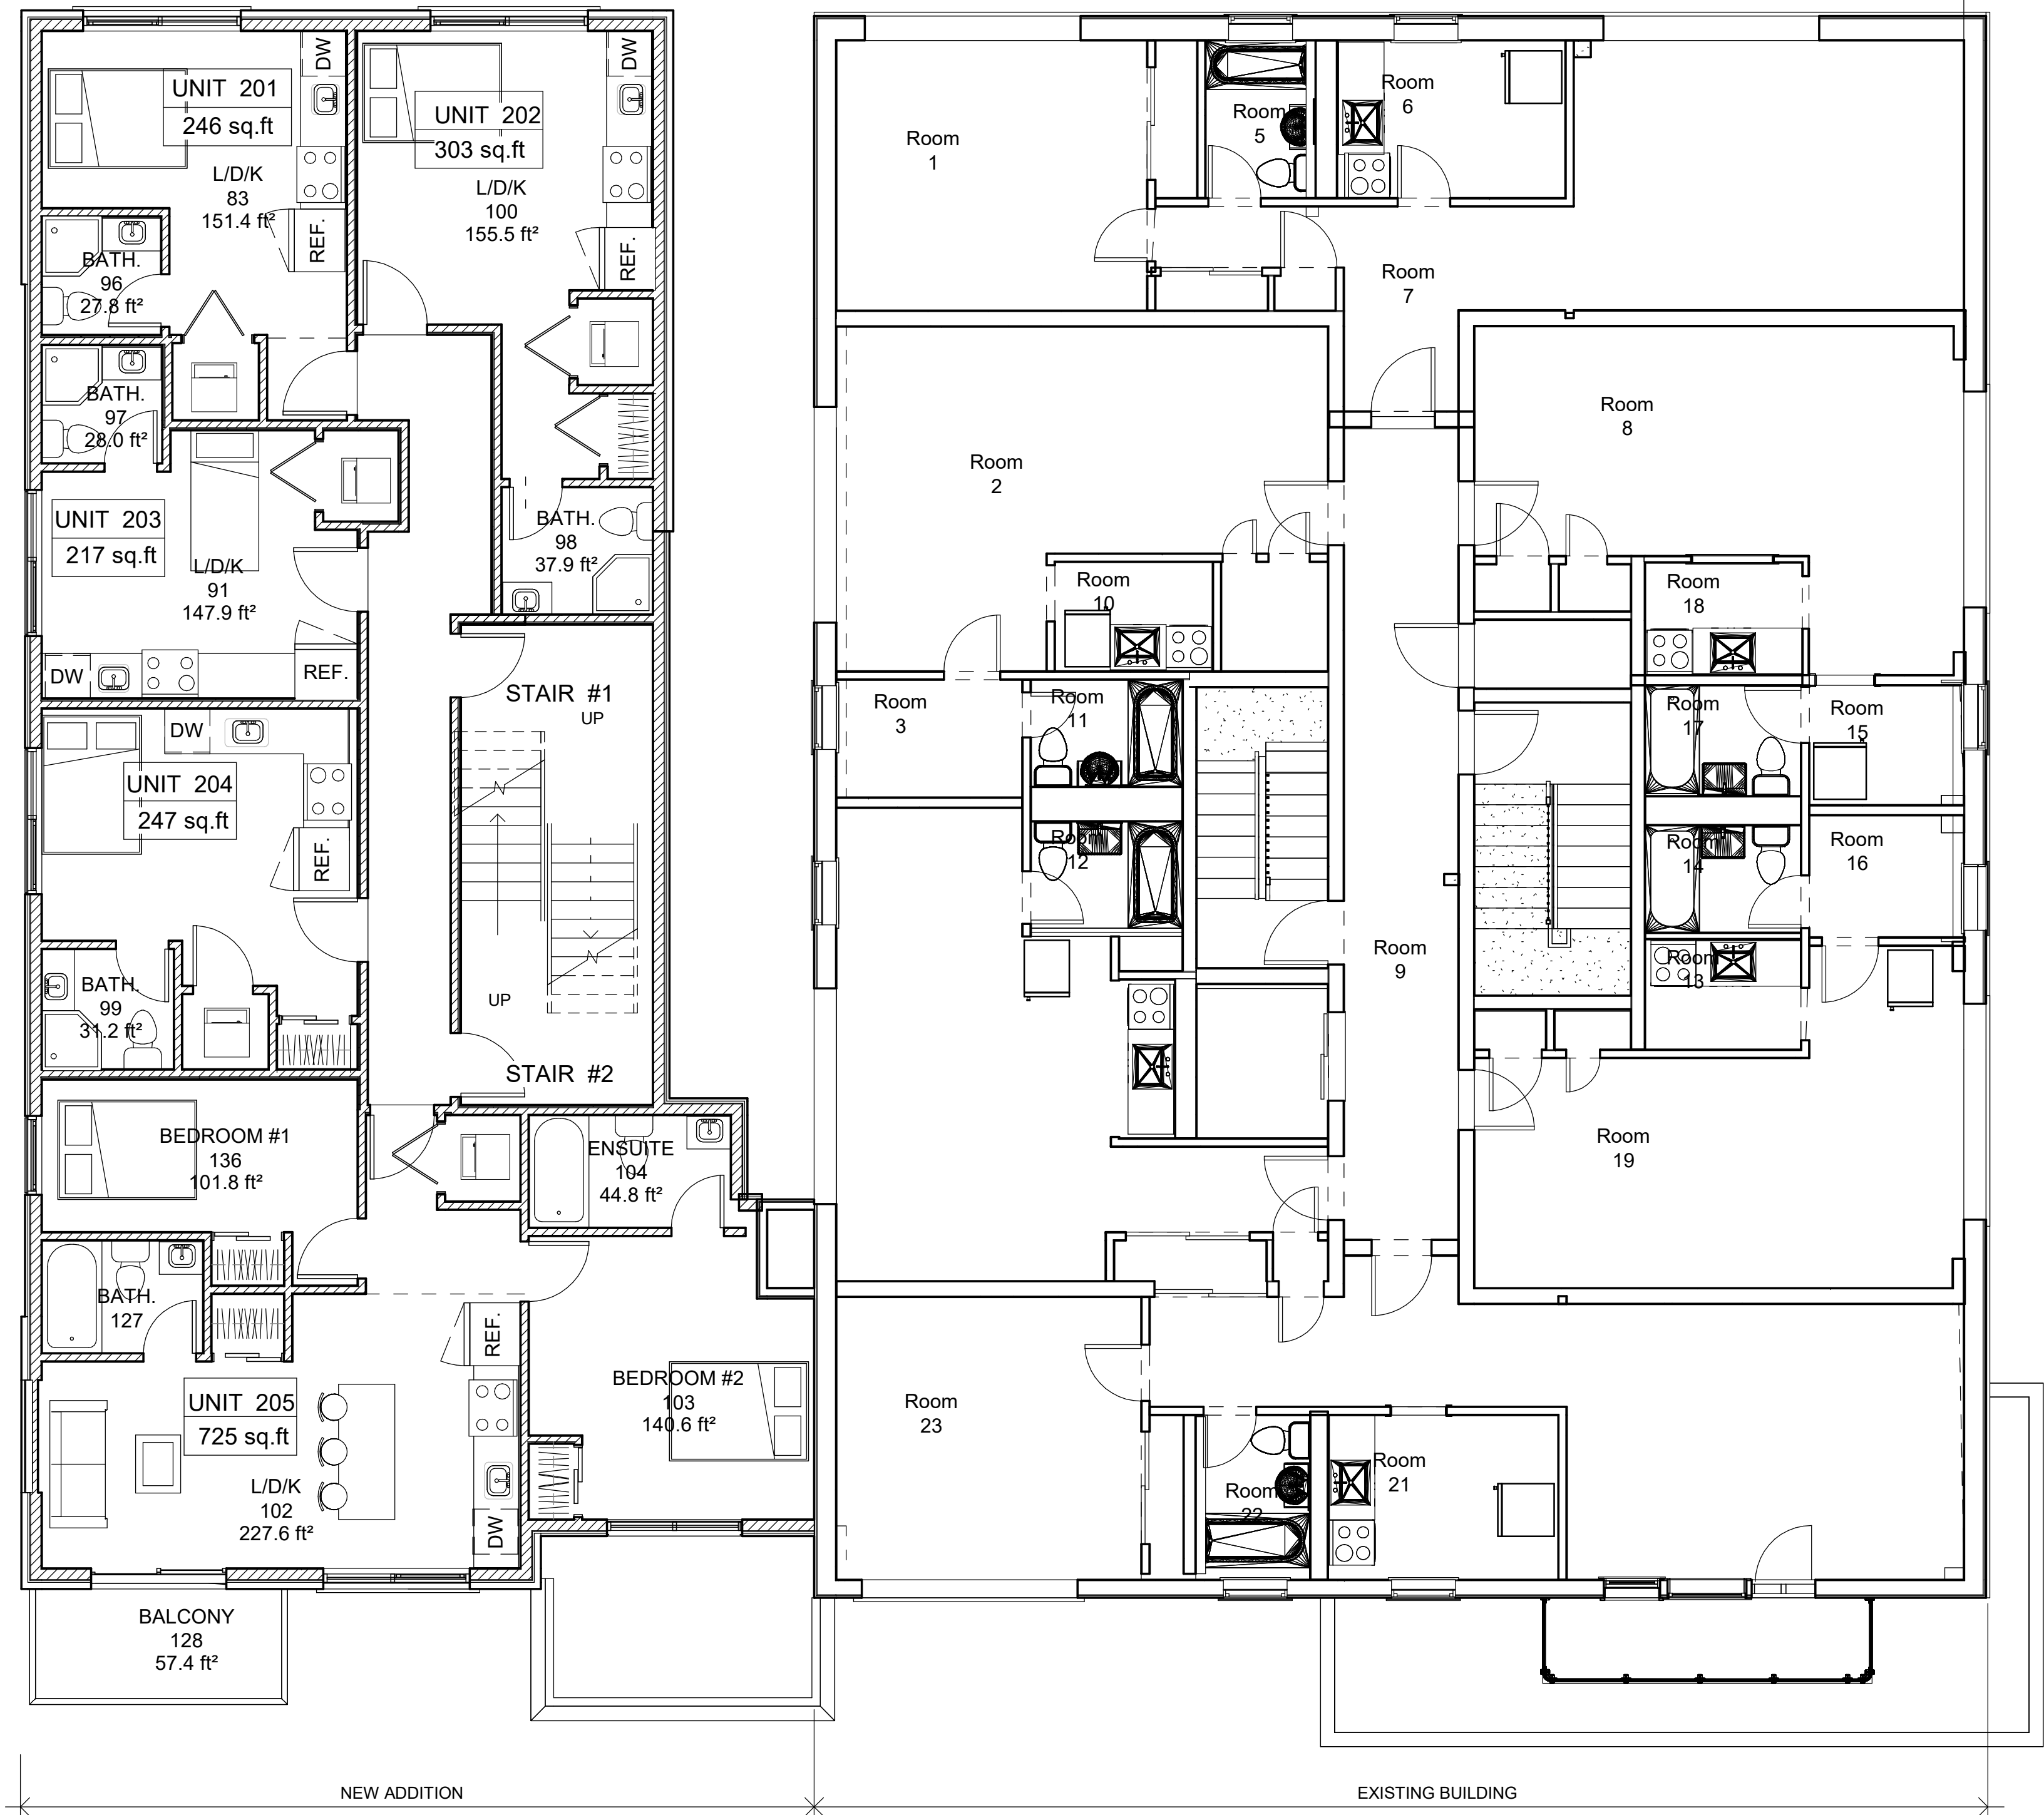 UNIT 201
246 sq.ft
L/D/K
83
151.4 ft²
DW
REF.
BATH.
96
27.8 ft²
UNIT 202
303 sq.ft
L/D/K
100
155.5 ft²
DW
REF.
BATH.
97
28.0 ft²
UNIT 203
217 sq.ft
L/D/K
91
147.9 ft²
DW
REF.
BATH.
98
37.9 ft²
STAIR #1
UP
DW
UNIT 204
247 sq.ft
REF.
BATH.
99
31.2 ft²
UP
STAIR #2
BEDROOM #1
136
101.8 ft²
ENSUITE
104
44.8 ft²
BATH.
127
REF.
UNIT 205
725 sq.ft
L/D/K
102
227.6 ft²
DW
BEDROOM #2
103
140.6 ft²
BALCONY
128
57.4 ft²
Room
1
Room
5
Room
6
Room
7
Room
2
Room
8
Room
10
Room
18
Room
3
Room
11
Room
17
Room
15
Room
12
Room
14
Room
16
Room
9
Room
13
Room
19
Room
23
Room
21
Room
22
NEW ADDITION
EXISTING BUILDING